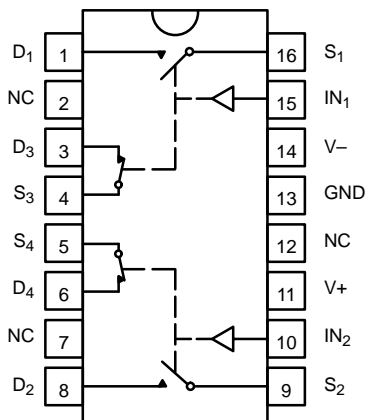 D1 1 16 S1
NC 2 15 IN1
D3 3 14 V–
S3 4 13 GND
S4 5 12 NC
D4 6 11 V+
NC 7 10 IN2
D2 8 9 S2